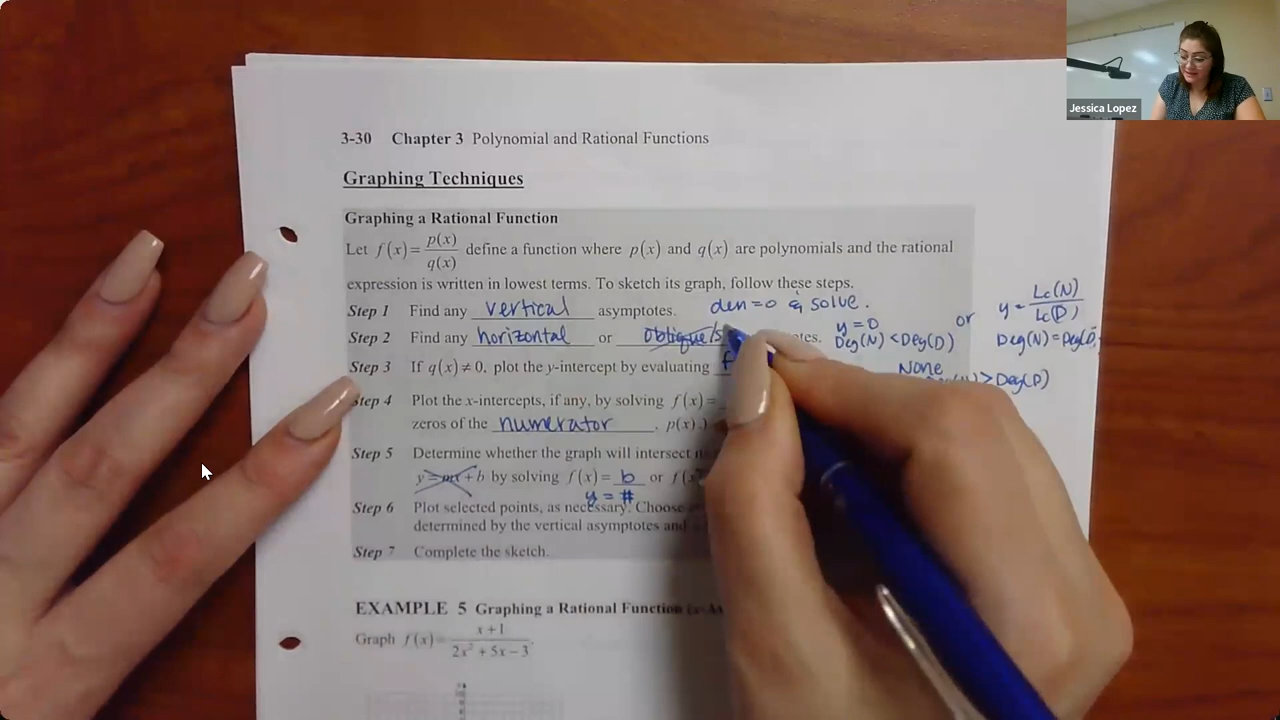 Jessica Lopez
3-30 Chapter 3 Polynomial and Rational Functions
Graphing Techniques
Graphing a Rational Function
Let f(x)= p(x)/q(x) define a function where p(x) and q(x) are polynomials and the rational
expression is written in lowest terms. To sketch its graph, follow these steps.
Step 1 Find any vertical asymptotes. den=0 & solve.
y = Lc(N)/Lc(D)
Step 2 Find any horizontal or oblique/s
y=0 or
Deg(N) < Deg(D) Deg(N)=Deg(D)
Step 3 If q(x) ≠ 0, plot the y-intercept by evaluating f
None
> Deg(D)
Step 4 Plot the x-intercepts, if any, by solving f(x)=
zeros of the numerator, p(x).)
Step 5 Determine whether the graph will intersect
y = mx + b by solving f(x)= b or
y = #
Step 6 Plot selected points, as necessary. Choose
determined by the vertical asymptotes and
Step 7 Complete the sketch.
EXAMPLE 5 Graphing a Rational Function
Graph f(x)= x+1/2x²+5x−3.